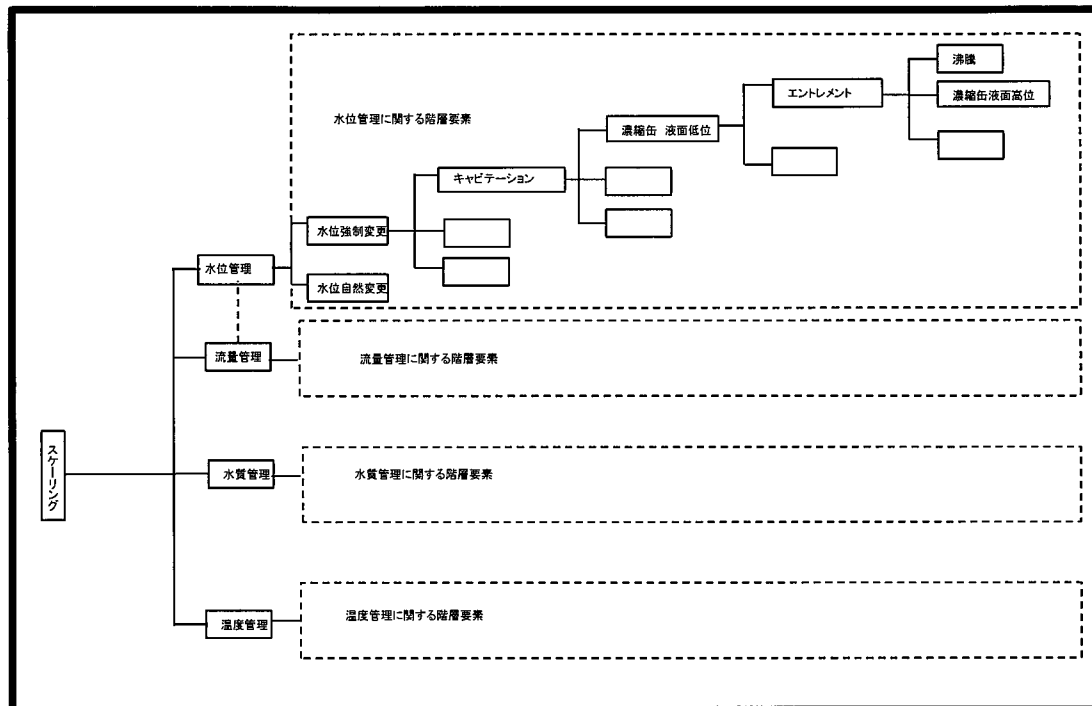 沸騰
エントレメント
濃縮缶液面高位
水位管理に関する階層要素
濃縮缶 液面低位
キャビテーション
水位強制変更
水位管理
水位自然変更
流量管理
流量管理に関する階層要素
スケーリング
水質管理
水質管理に関する階層要素
温度管理
温度管理に関する階層要素